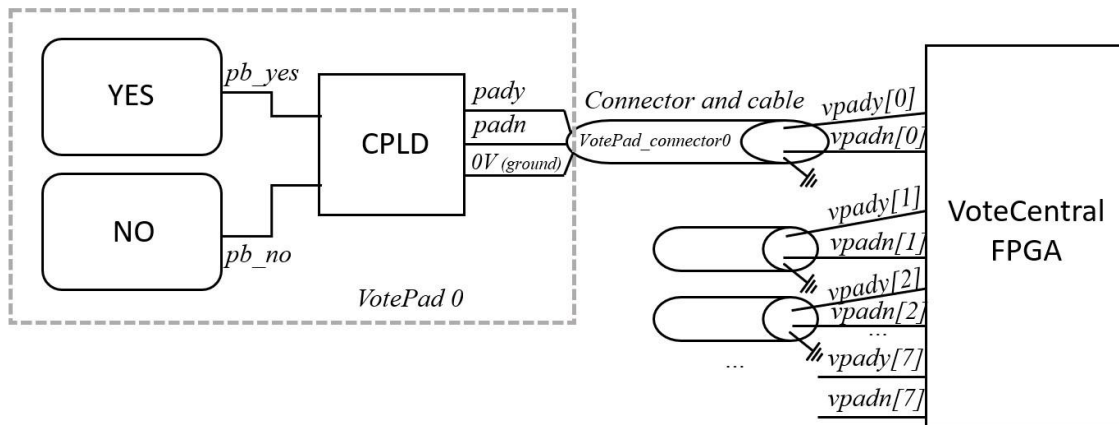 YES
pb_yes
NO
pb_no
CPLD
pady
padn
0V (ground)
VotePad 0
Connector and cable
VotePad_connector0
vpady[0]
vpadn[0]
vpady[1]
vpadn[1]
vpady[2]
vpadn[2]
...
...
vpady[7]
vpadn[7]
VoteCentral
FPGA